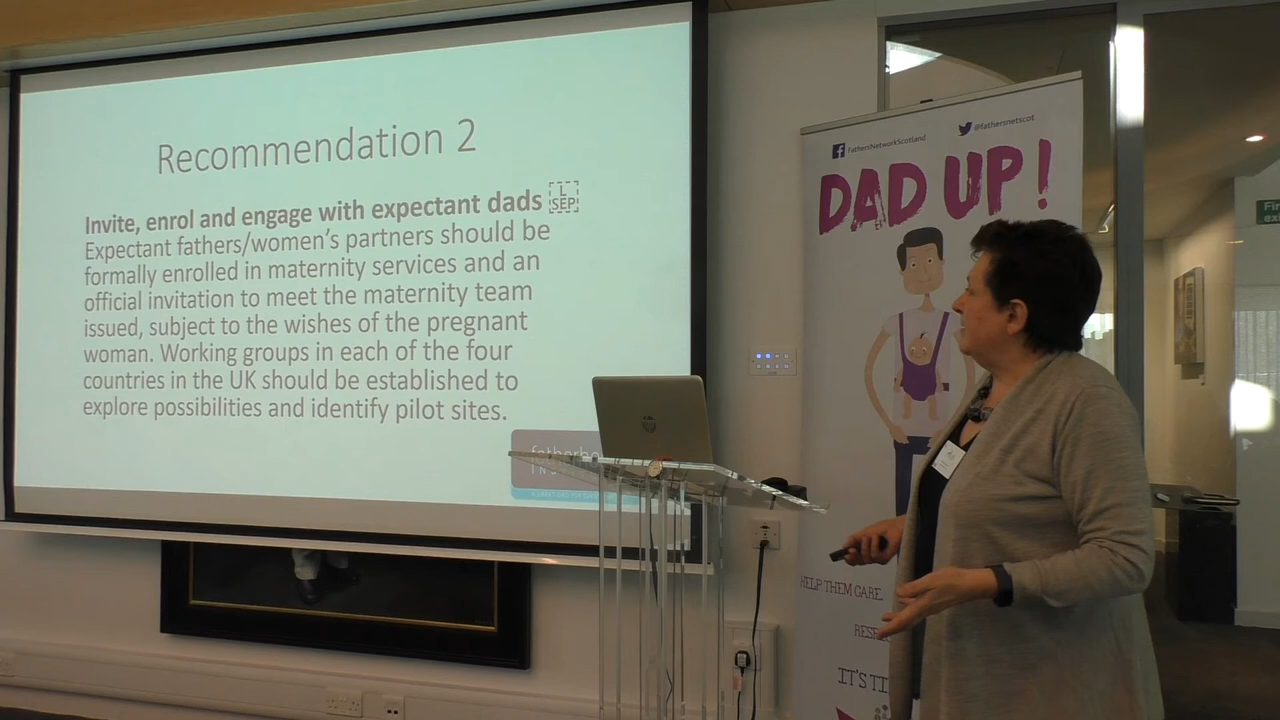 Recommendation 2
Invite, enrol and engage with expectant dads L SEP
Expectant fathers/women's partners should be
formally enrolled in maternity services and an
official invitation to meet the maternity team
issued, subject to the wishes of the pregnant
woman. Working groups in each of the four
countries in the UK should be established to
explore possibilities and identify pilot sites.
FathersNetworkScotland
@fathersnetscot
DAD UP!
HELP THEM CARE.
IT'S